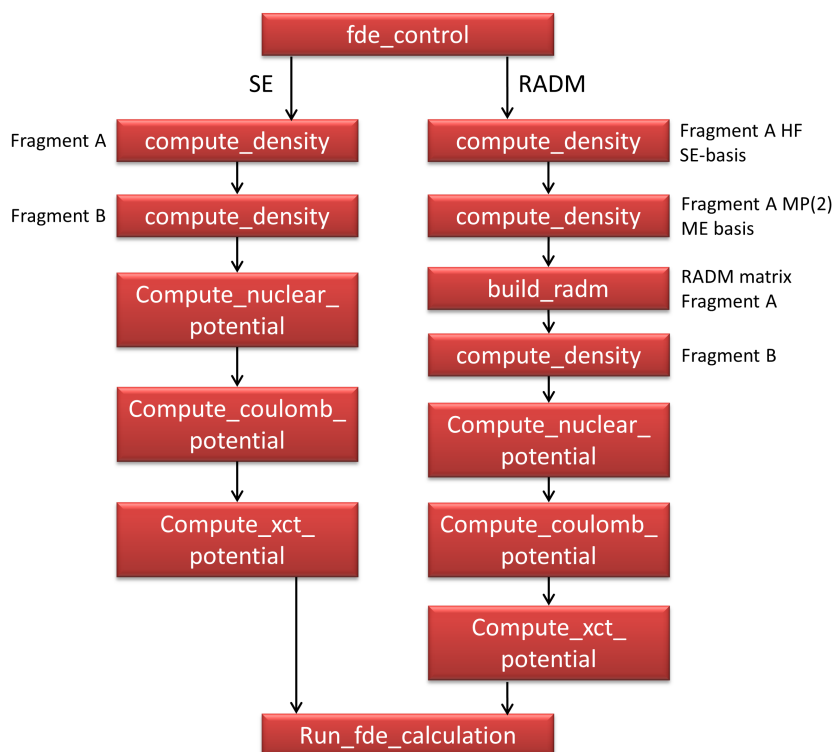 fde_control
SE
RADM
Fragment A
compute_density
Fragment B
compute_density
Compute_nuclear_
potential
Compute_coulomb_
potential
Compute_xct_
potential
compute_density
Fragment A HF
SE-basis
compute_density
Fragment A MP(2)
ME basis
build_radm
RADM matrix
Fragment A
compute_density
Fragment B
Compute_nuclear_
potential
Compute_coulomb_
potential
Compute_xct_
potential
Run_fde_calculation